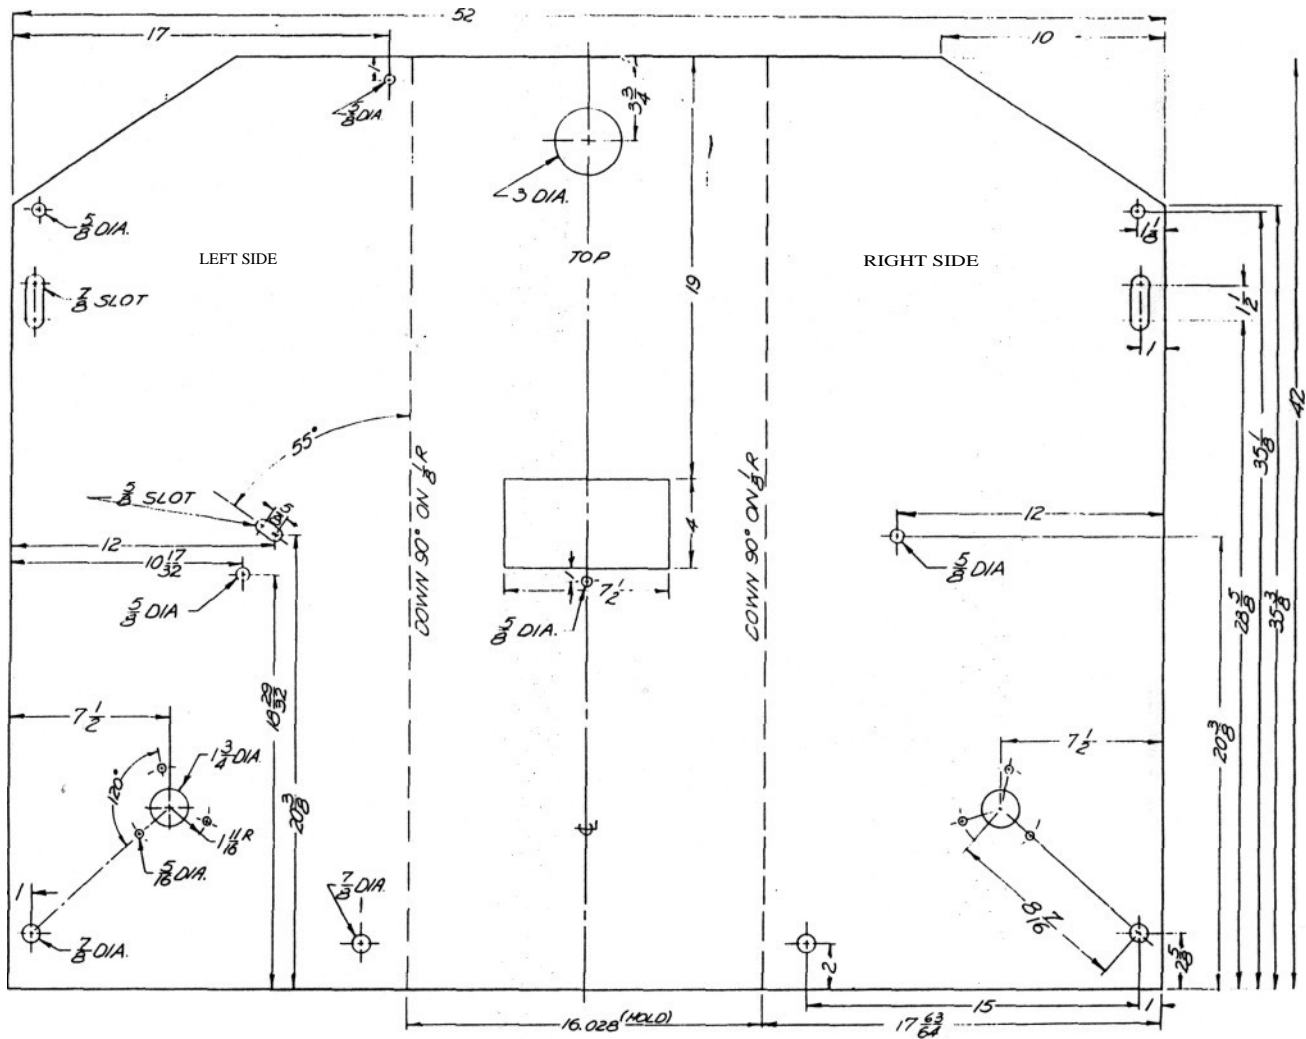 52
17
10
1
5/8 DIA.
3 3/4
3 DIA.
5/8 DIA.
1 1/8
LEFT SIDE
TOP
RIGHT SIDE
7/8 SLOT
19
1 1/2
1
42
35 1/8
55°
DOWN 90° ON 1/8 R
DOWN 90° ON 1/8 R
5/8 SLOT
5/8
4
12
12
10 17/32
5/8 DIA
1
7 1/2
5/8 DIA
5/8 DIA.
35 3/8
18 29/32
20 3/8
20 3/8
7 1/2
7 1/2
1 3/4 DIA.
120°
1 11/16 R
5/16 DIA.
7/8 DIA.
8 7/16
1
7/8 DIA.
2
2 5/8
15
1
16.028 (HOLD)
17 63/64